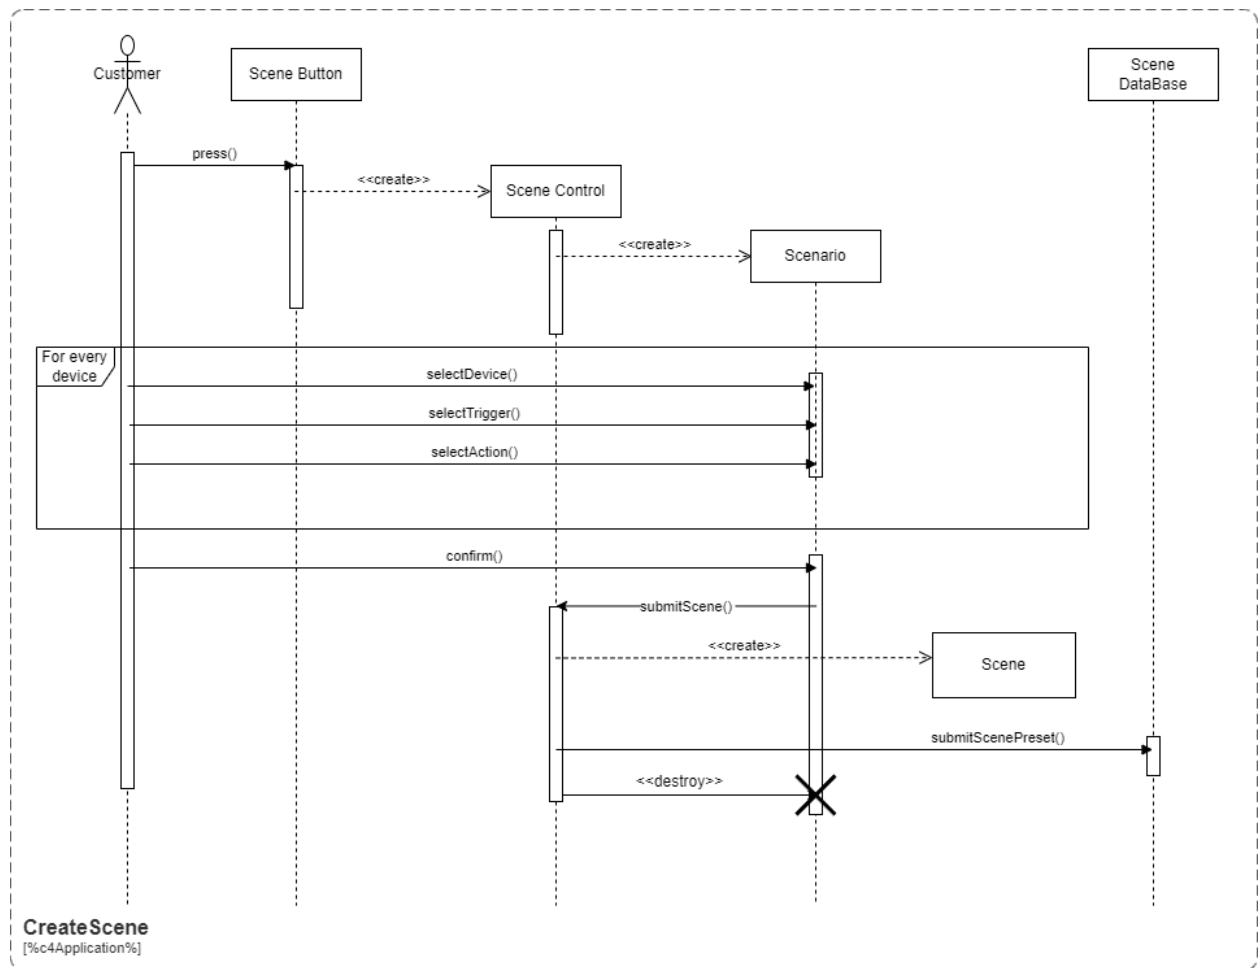 Customer
Scene Button
Scene
DataBase
press()
<<create>>
Scene Control
<<create>>
Scenario
For every
device
selectDevice()
selectTrigger()
selectAction()
confirm()
submitScene()
<<create>>
Scene
submitScenePreset()
<<destroy>>
CreateScene
[%c4Application%]